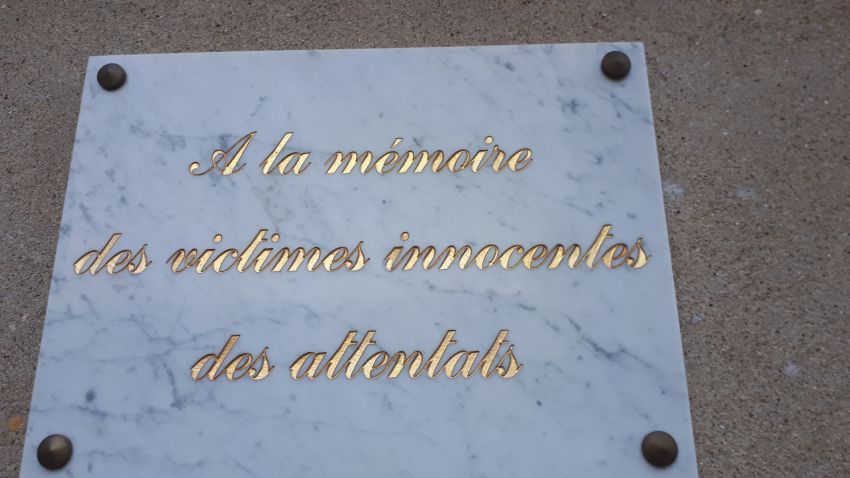 A la mémoire
des victimes innocentes
des attentats